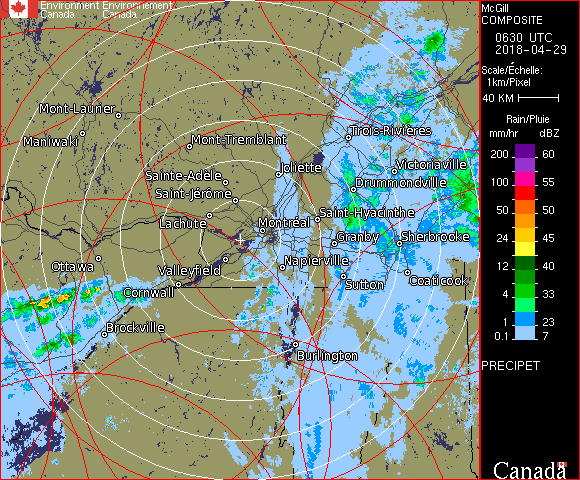 Environment Environnement
Canada Canada
McGill
COMPOSITE
0630 UTC
2018-04-29
Scale/Échelle:
1km/Pixel
40 KM
Rain/Pluie
mm/hr dBZ
200 60
100 55
50 50
24 45
12 40
4 33
1 23
0.1 7
PRECIPET
Mont-Laurier
Maniwaki
Mont-Tremblant
Trois-Rivières
Joliette
Victoriaville
Sainte-Adèle
Drummondville
Saint-Jérôme
Saint-Hyacinthe
Lachute
Montréal
Granby
Sherbrooke
Ottawa
Valleyfield
Napierville
Sutton
Coaticook
Cornwall
Brockville
Burlington
Canada